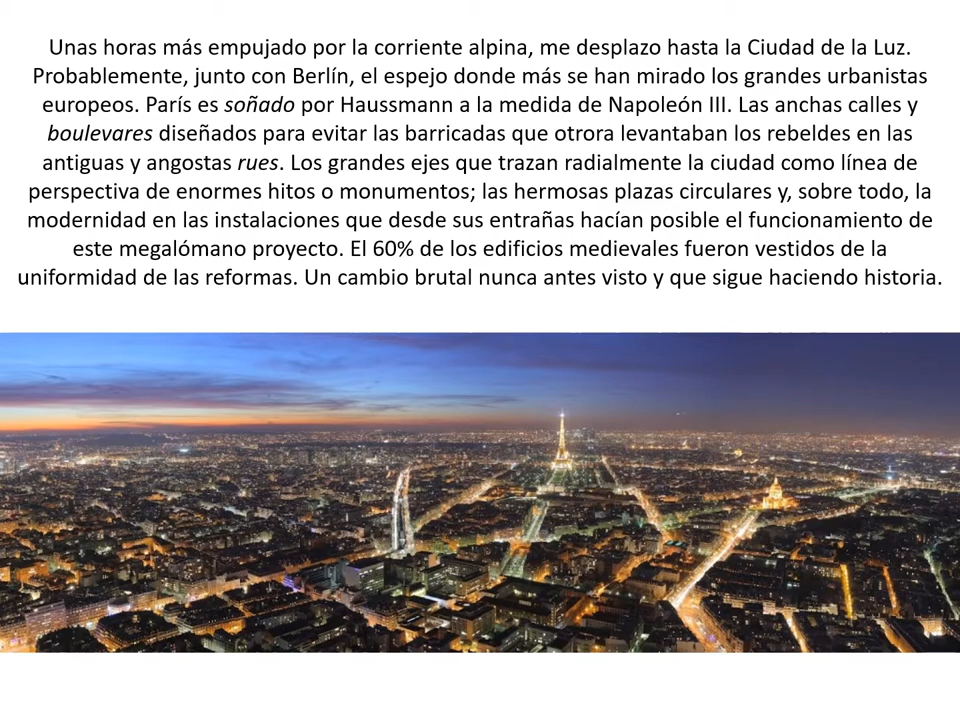 Unas horas más empujado por la corriente alpina, me desplazo hasta la Ciudad de la Luz.
Probablemente, junto con Berlín, el espejo donde más se han mirado los grandes urbanistas
europeos. París es soñado por Haussmann a la medida de Napoleón III. Las anchas calles y
boulevares diseñados para evitar las barricadas que otrora levantaban los rebeldes en las
antiguas y angostas rues. Los grandes ejes que trazan radialmente la ciudad como línea de
perspectiva de enormes hitos o monumentos; las hermosas plazas circulares y, sobre todo, la
modernidad en las instalaciones que desde sus entrañas hacían posible el funcionamiento de
este megalómano proyecto. El 60% de los edificios medievales fueron vestidos de la
uniformidad de las reformas. Un cambio brutal nunca antes visto y que sigue haciendo historia.